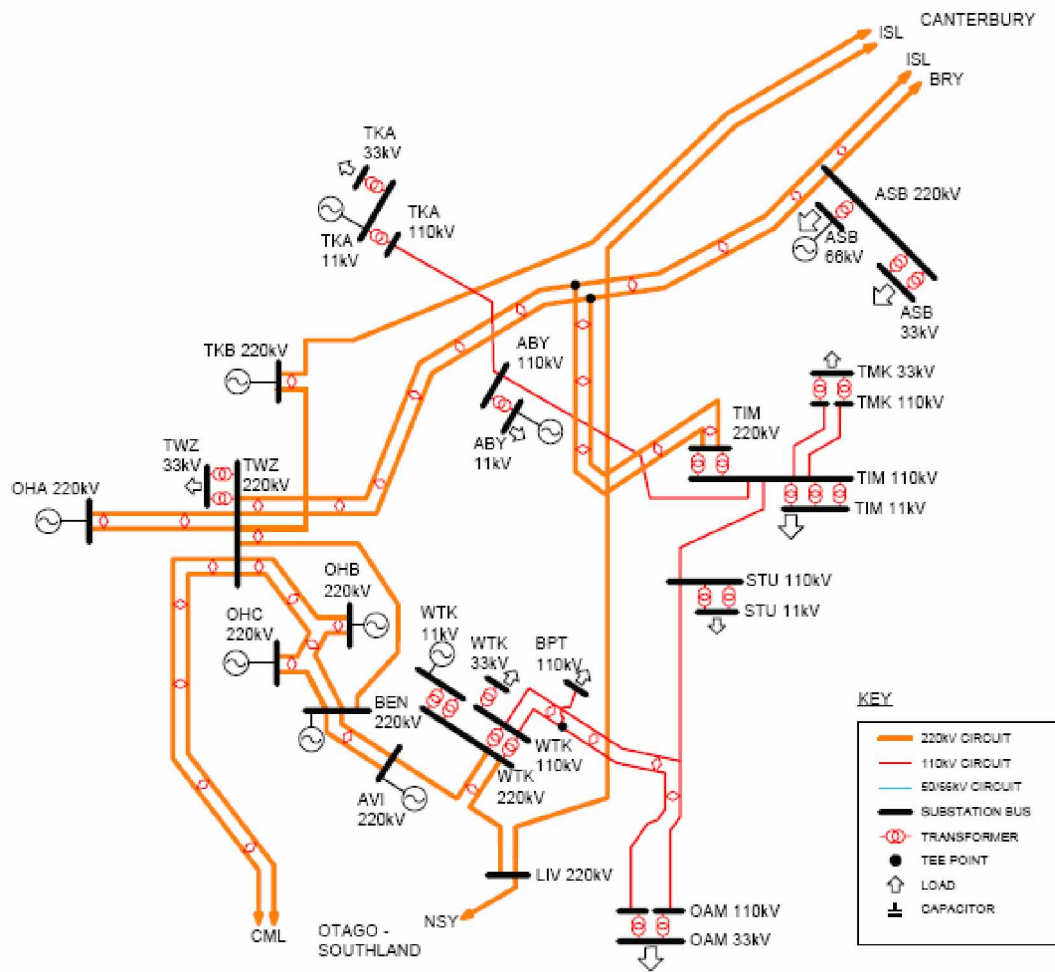 CANTERBURY
ISL
ISL
BRY
TKA
33kV
TKA
110kV
TKA
11kV
ASB 220kV
ASB
66kV
ASB
33kV
TKB 220kV
ABY
110kV
ABY
11kV
TMK 33kV
TMK 110kV
TIM
220kV
TIM 110kV
TIM 11kV
TWZ
33kV
TWZ
220kV
OHA 220kV
OHB
220kV
OHC
220kV
STU 110kV
STU 11kV
WTK
11kV
WTK
33kV
BPT
110kV
BEN
220kV
WTK
110kV
WTK
220kV
AVI
220kV
LIV 220kV
NSY
OAM 110kV
OAM 33kV
CML
OTAGO -
SOUTHLAND
KEY
220kV CIRCUIT
110kV CIRCUIT
50/66kV CIRCUIT
SUBSTATION BUS
TRANSFORMER
TEE POINT
LOAD
CAPACITOR